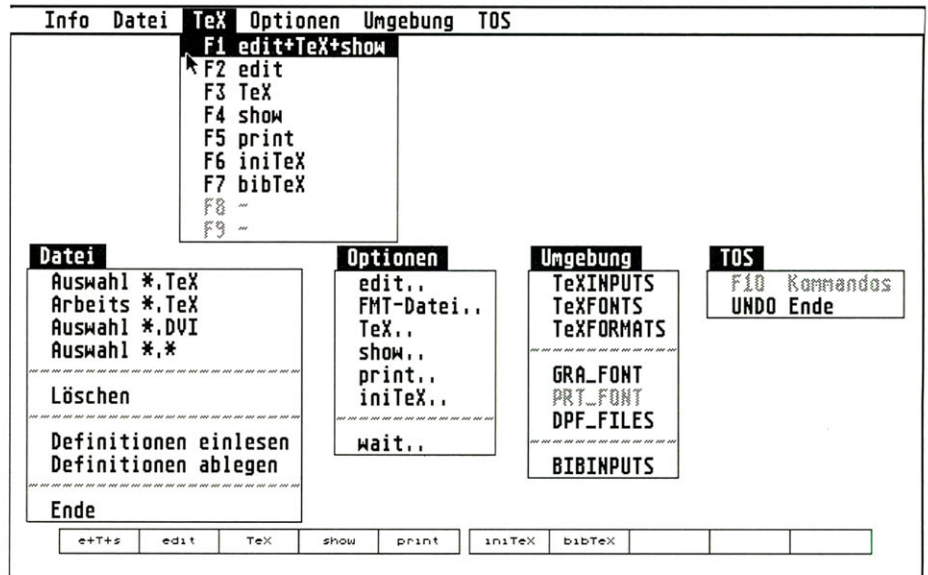 Info Datei TeX Optionen Umgebung TOS
F1 edit+TeX+show
F2 edit
F3 TeX
F4 show
F5 print
F6 iniTeX
F7 bibTeX
F8 ~
F9 ~
Datei
Auswahl *.TeX
Arbeits *.TeX
Auswahl *.DVI
Auswahl *.*
Löschen
Definitionen einlesen
Definitionen ablegen
Ende
Optionen
edit..
FMT-Datei..
TeX..
show..
print..
iniTeX..
wait..
Umgebung
TeXINPUTS
TeXFONTS
TeXFORMATS
GRA_FONT
PRT_FONT
DPF_FILES
BIBINPUTS
TOS
F10 Kommandos
UNDO Ende
e+T+s edit TeX show print iniTeX bibTeX